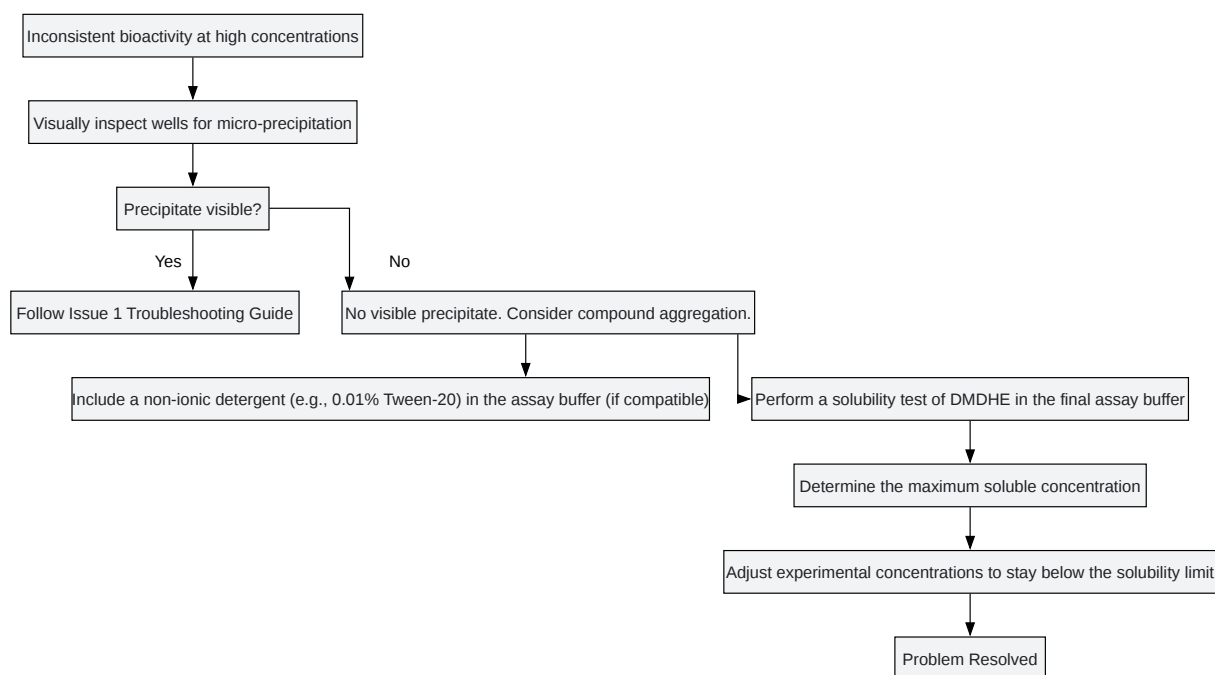 Inconsistent bioactivity at high concentrations
Visually inspect wells for micro-precipitation
Precipitate visible?
Yes
No
Follow Issue 1 Troubleshooting Guide
No visible precipitate. Consider compound aggregation.
Include a non-ionic detergent (e.g., 0.01% Tween-20) in the assay buffer (if compatible)
Perform a solubility test of DMDHE in the final assay buffer
Determine the maximum soluble concentration
Adjust experimental concentrations to stay below the solubility limit
Problem Resolved